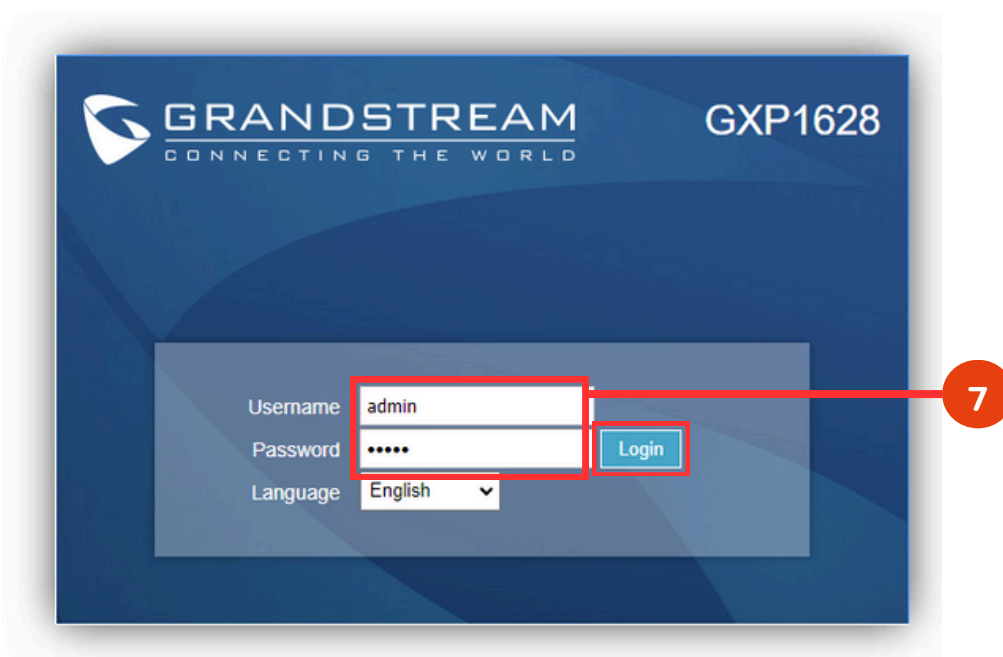 GRANDSTREAM
CONNECTING THE WORLD
GXP1628
Username admin
Password •••••
Login
Language English
7